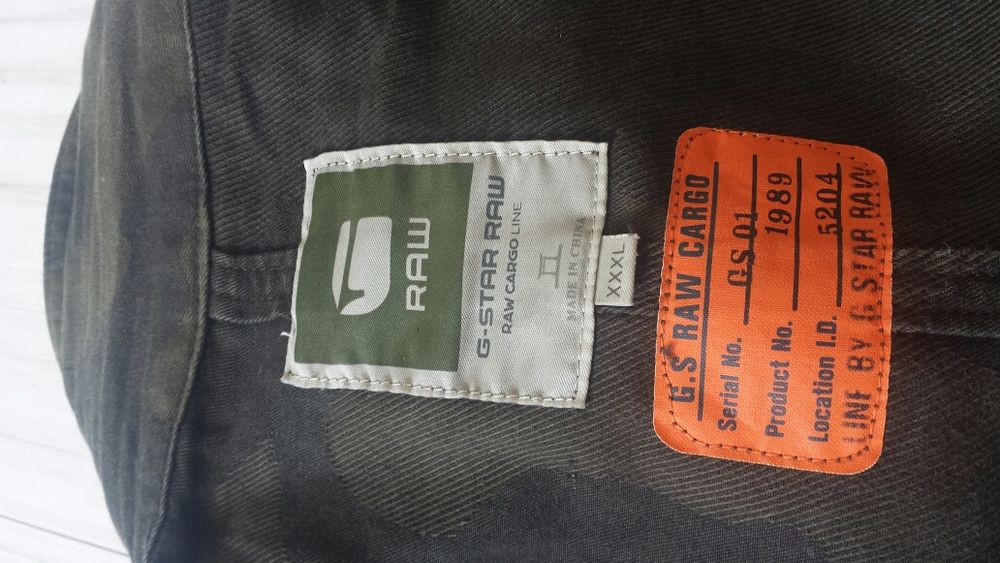 RAW
G-STAR RAW
RAW CARGO LINE
MADE IN CHINA
XXXL
G.S RAW CARGO
Serial No. GS 01
Product No. 1989
Location I.D. 5204
LINE BY G STAR RAW